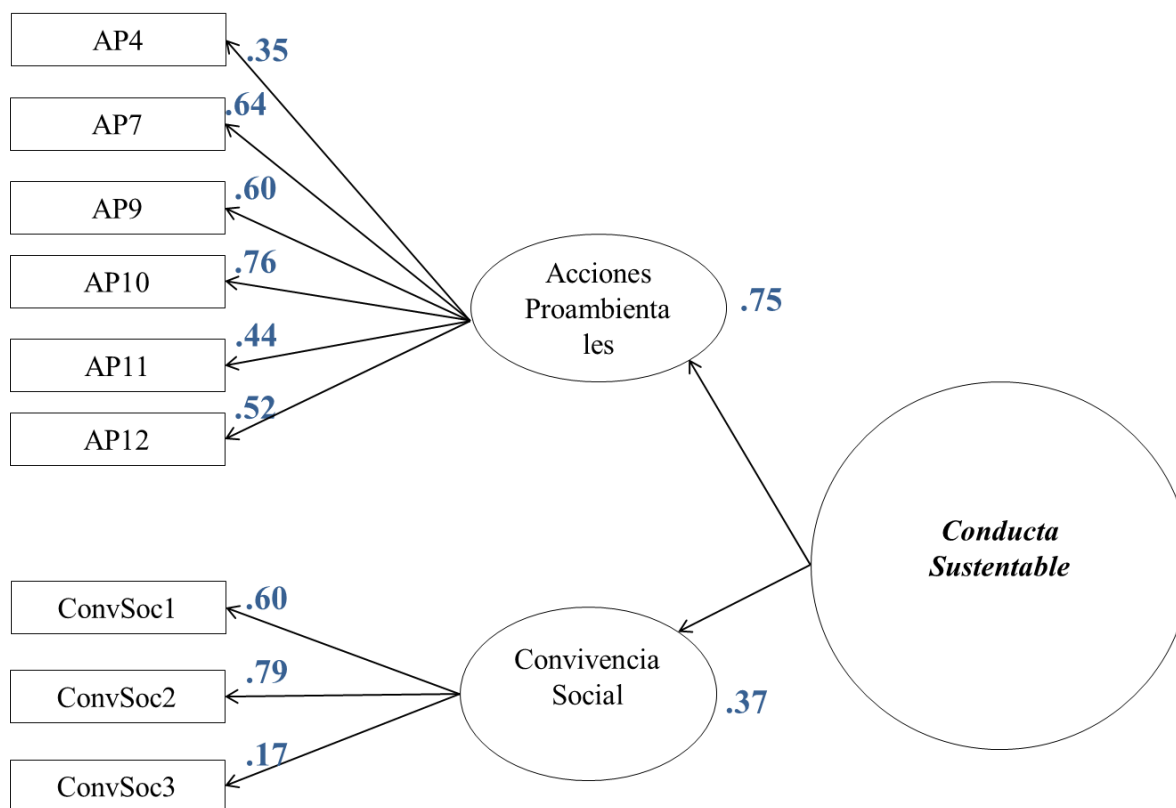 AP4
.35
AP7
.64
AP9
.60
AP10
.76
AP11
.44
AP12
.52
Acciones
Proambienta
les
.75
Conducta
Sustentable
ConvSoc1
.60
ConvSoc2
.79
ConvSoc3
.17
Convivencia
Social
.37